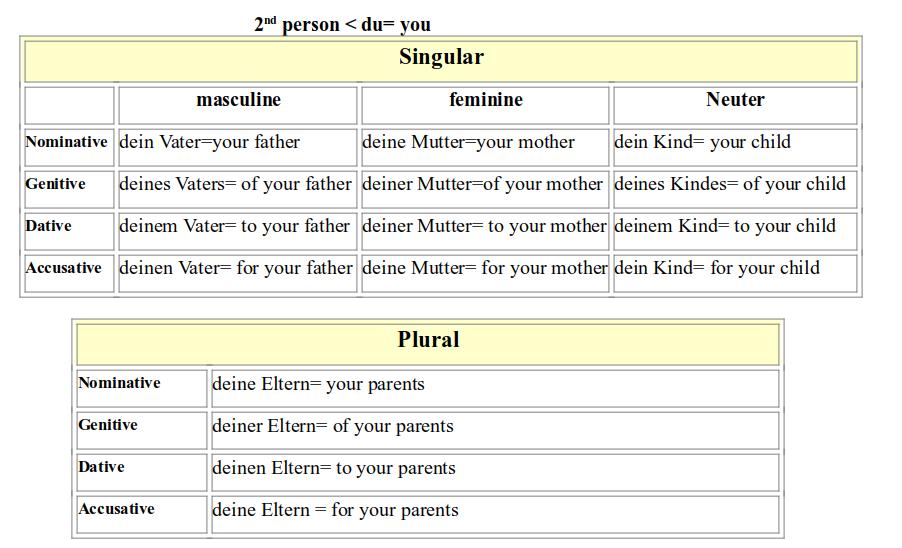 2nd person < du= you
Singular
masculine feminine Neuter
Nominative dein Vater=your father deine Mutter=your mother dein Kind= your child
Genitive deines Vaters= of your father deiner Mutter=of your mother deines Kindes= of your child
Dative deinem Vater= to your father deiner Mutter= to your mother deinem Kind= to your child
Accusative deinen Vater= for your father deine Mutter= for your mother dein Kind= for your child
Plural
Nominative deine Eltern= your parents
Genitive deiner Eltern= of your parents
Dative deinen Eltern= to your parents
Accusative deine Eltern = for your parents